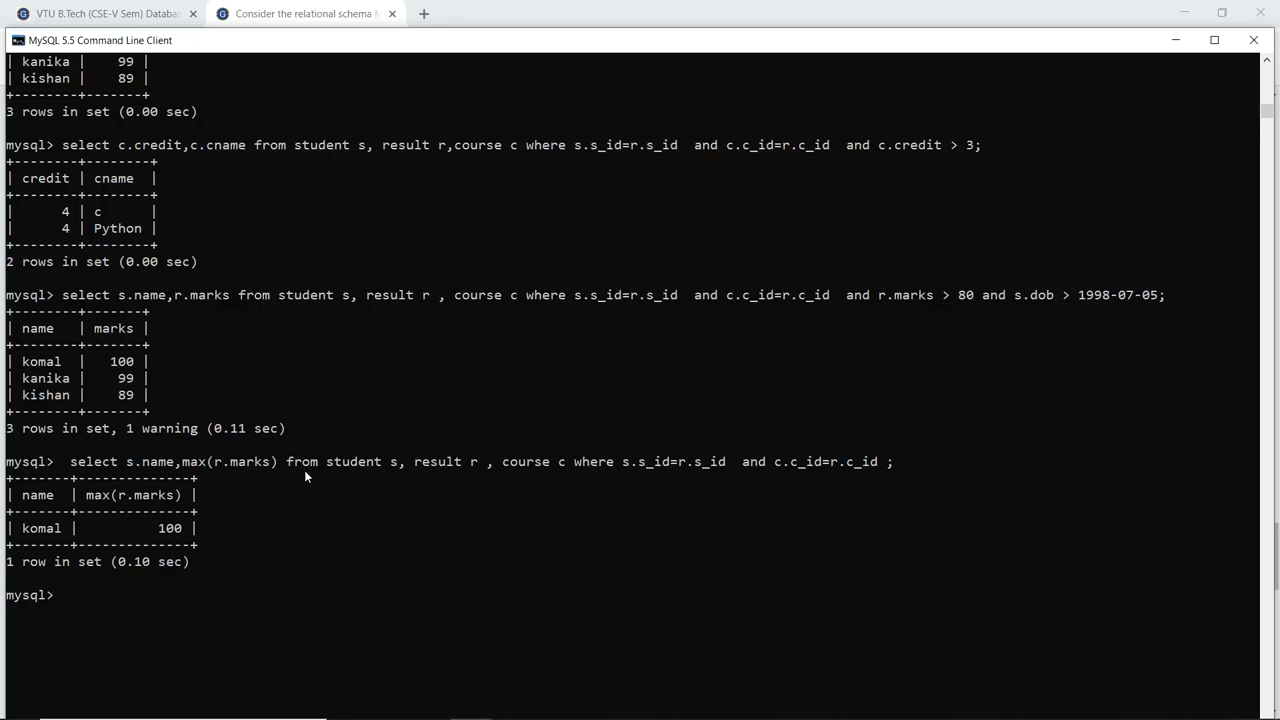 VTU B.Tech (CSE-V Sem) Databa
Consider the relational schema f
MySQL 5.5 Command Line Client
| kanika |    99 |
| kishan |    89 |
+--------+-------+
3 rows in set (0.00 sec)
mysql> select c.credit,c.cname from student s, result r,course c where s.s_id=r.s_id  and c.c_id=r.c_id  and c.credit > 3;
+--------+--------+
| credit | cname  |
+--------+--------+
|      4 | c      |
|      4 | Python |
+--------+--------+
2 rows in set (0.00 sec)
mysql> select s.name,r.marks from student s, result r , course c where s.s_id=r.s_id  and c.c_id=r.c_id  and r.marks > 80 and s.dob > 1998-07-05;
+--------+-------+
| name   | marks |
+--------+-------+
| komal  |   100 |
| kanika |    99 |
| kishan |    89 |
+--------+-------+
3 rows in set, 1 warning (0.11 sec)
mysql>  select s.name,max(r.marks) from student s, result r , course c where s.s_id=r.s_id  and c.c_id=r.c_id ;
+-------+--------------+
| name  | max(r.marks) |
+-------+--------------+
| komal |          100 |
+-------+--------------+
1 row in set (0.10 sec)
mysql>